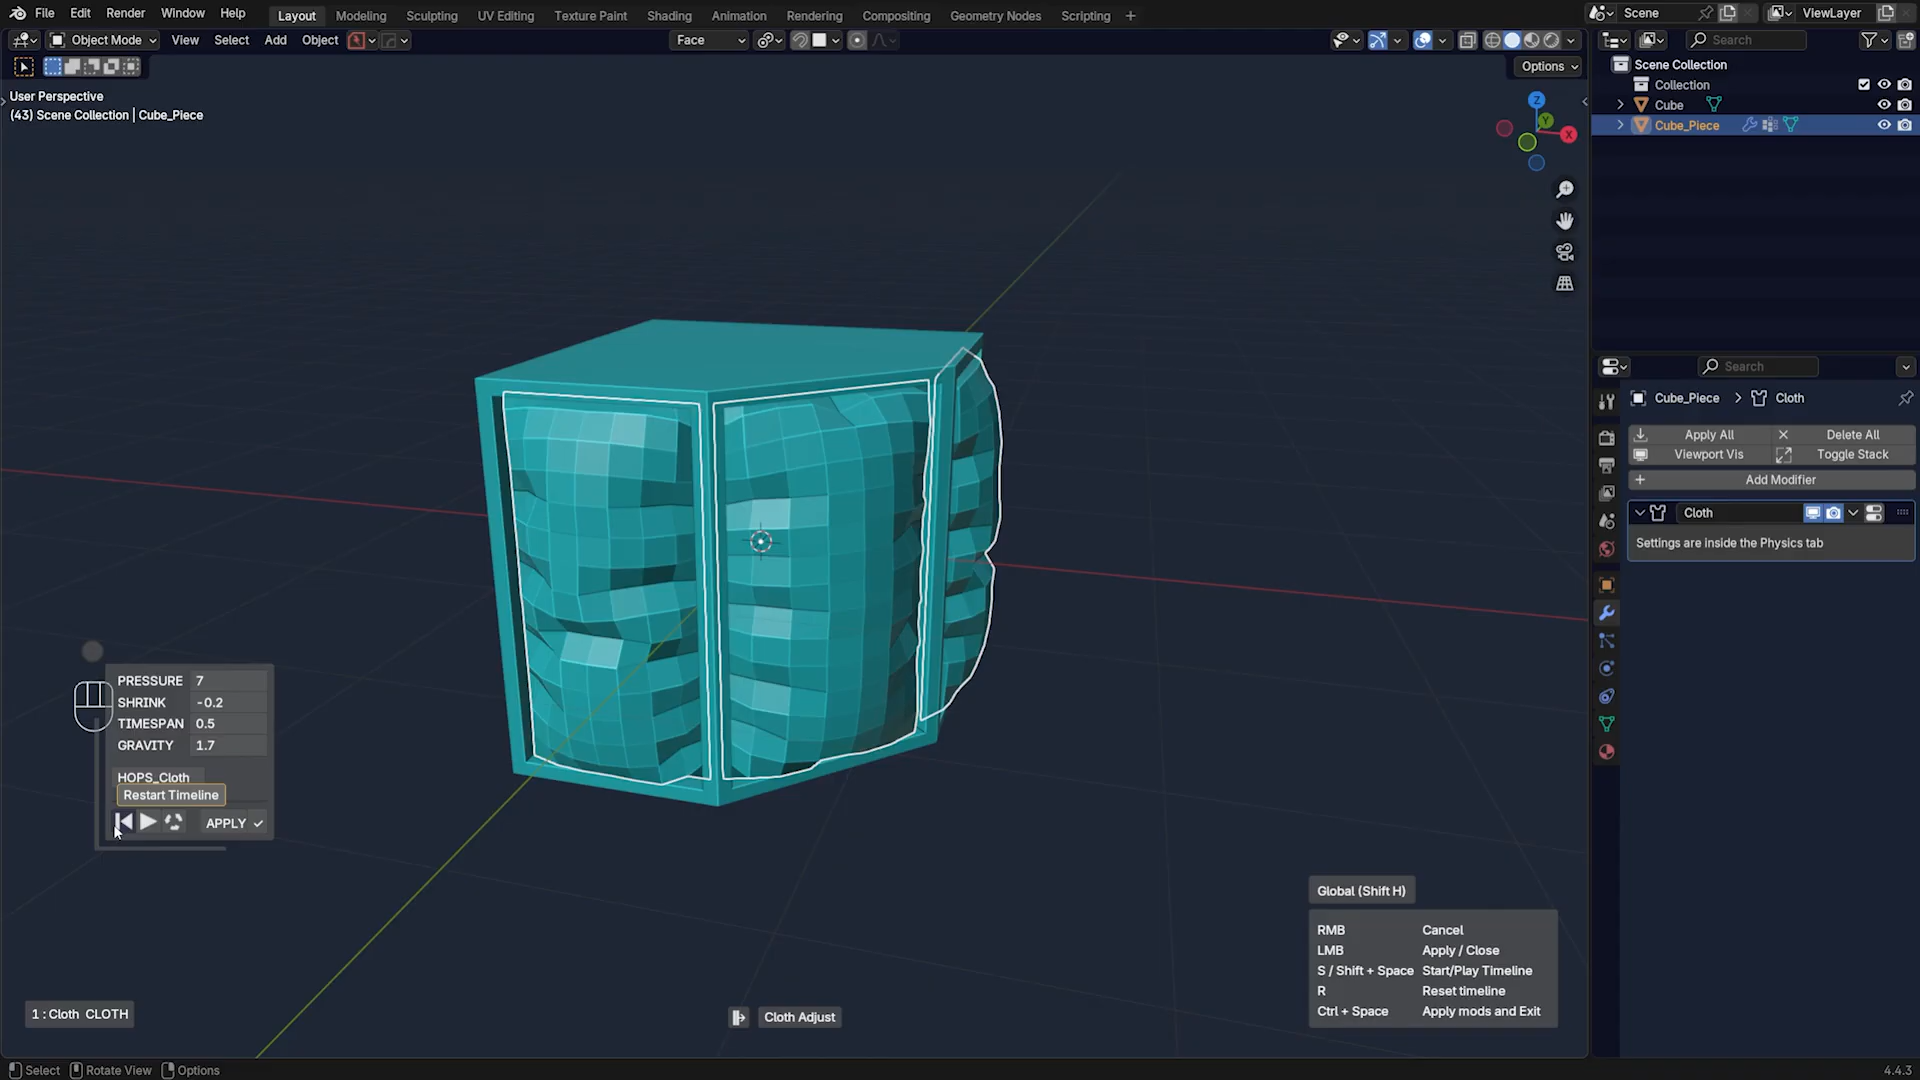 File Edit Render Window Help Layout Modeling Sculpting UV Editing Texture Paint Shading Animation Rendering Compositing Geometry Nodes Scripting + Scene ViewLayer
Object Mode View Select Add Object Face Search
Options
User Perspective
(43) Scene Collection | Cube_Piece
Scene Collection
Collection
Cube
Cube_Piece
Z
Y
X
Search
Cube_Piece > Cloth
Apply All Delete All
Viewport Vis Toggle Stack
+ Add Modifier
Cloth
Settings are inside the Physics tab
PRESSURE 7
SHRINK -0.2
TIMESPAN 0.5
GRAVITY 1.7
HOPS_Cloth
Restart Timeline
APPLY
Global (Shift H)
RMB Cancel
LMB Apply / Close
S / Shift + Space Start/Play Timeline
R Reset timeline
Ctrl + Space Apply mods and Exit
1 : Cloth CLOTH
Cloth Adjust
Select Rotate View Options 4.4.3